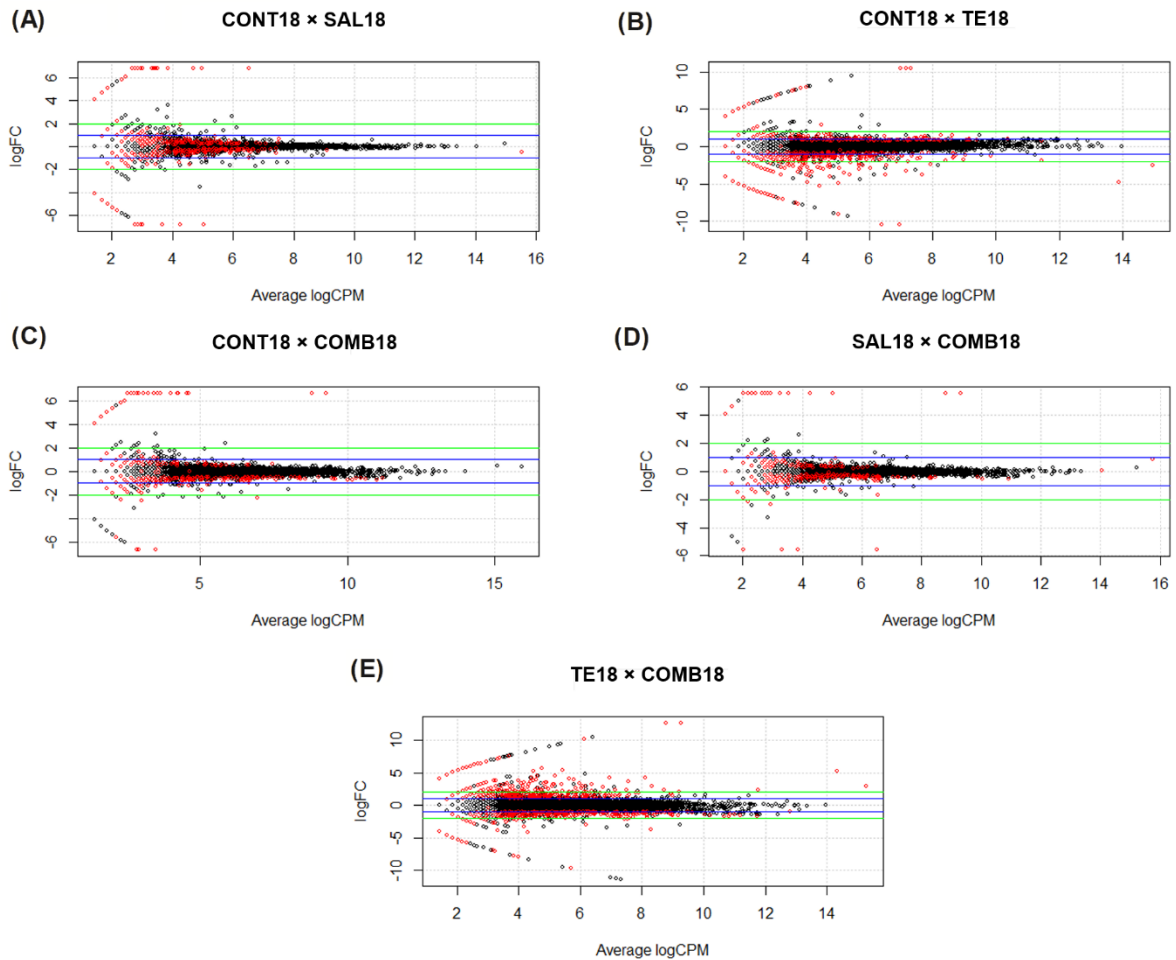 (A)
CONT18 × SAL18
logFC
6
2
-2
-6
2 4 6 8 10 12 14 16
Average logCPM
(B)
CONT18 × TE18
logFC
10
5
0
-5
-10
2 4 6 8 10 12 14
Average logCPM
(C)
CONT18 × COMB18
logFC
6
2
0
-2
-6
5 10 15
Average logCPM
(D)
SAL18 × COMB18
logFC
6
4
2
0
-2
-4
-6
2 4 6 8 10 12 14 16
Average logCPM
(E)
TE18 × COMB18
logFC
10
5
0
-5
-10
2 4 6 8 10 12 14
Average logCPM